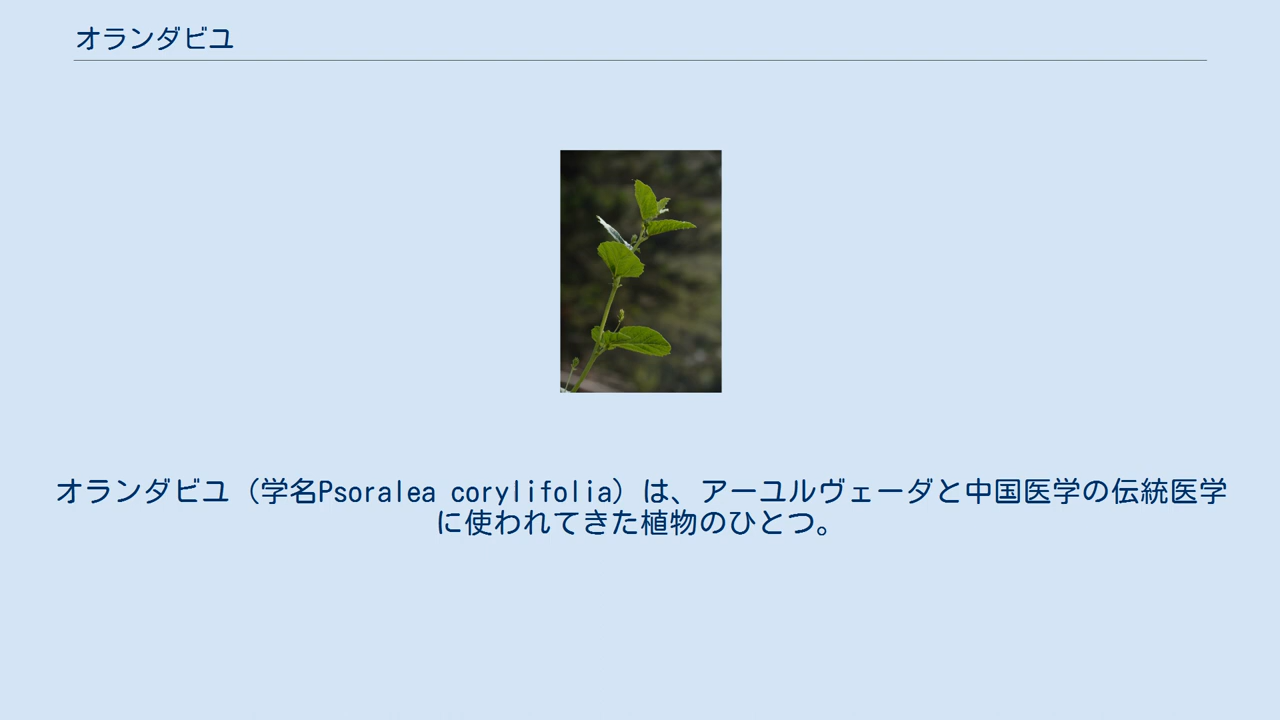 オランダビユ
オランダビユ（学名Psoralea corylifolia）は、アーユルヴェーダと中国医学の伝統医学
に使われてきた植物のひとつ。